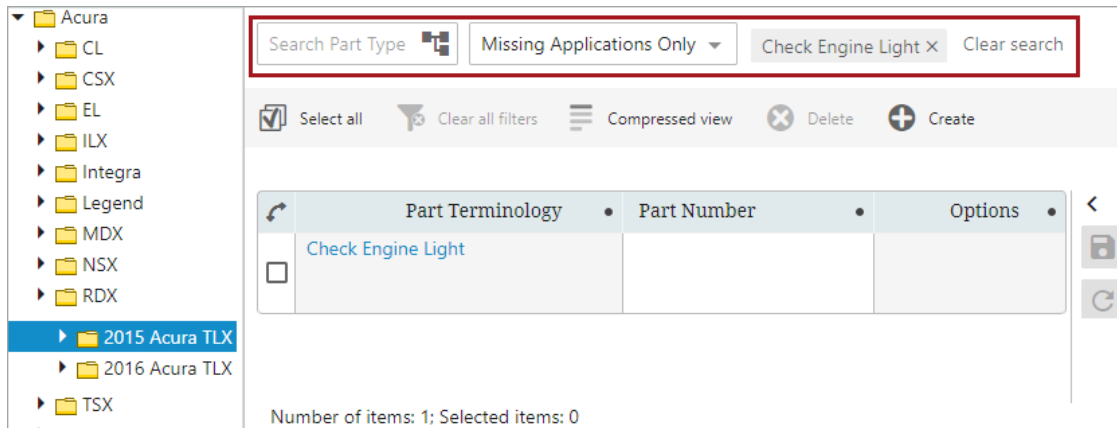 Acura
CL
CSX
EL
ILX
Integra
Legend
MDX
NSX
RDX
2015 Acura TLX
2016 Acura TLX
TSX
Search Part Type Missing Applications Only Check Engine Light × Clear search
Select all Clear all filters Compressed view Delete Create
Part Terminology Part Number Options
Check Engine Light
Number of items: 1; Selected items: 0